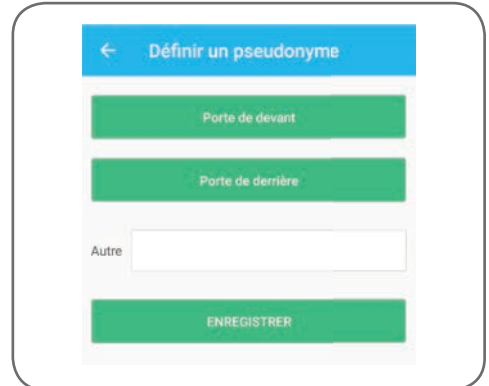 Définir un pseudonyme
Porte de devant
Porte de derrière
Autre
ENREGISTRER